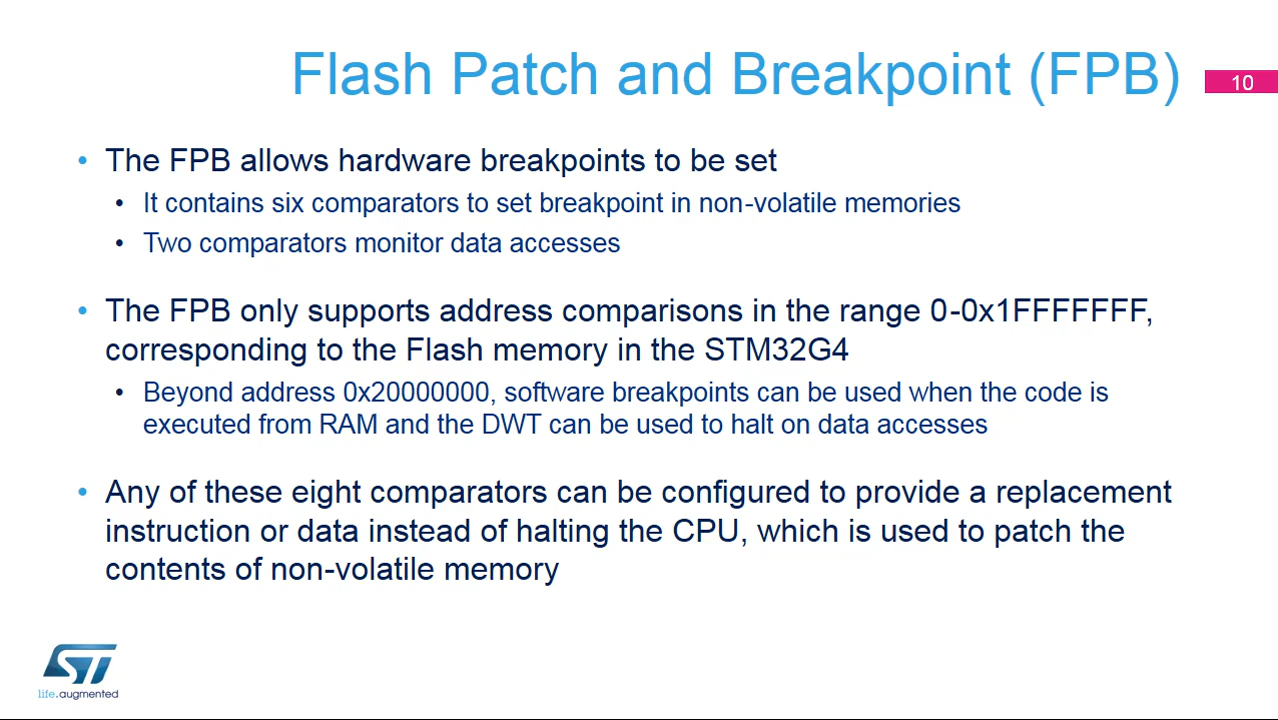 Flash Patch and Breakpoint (FPB)
10
• The FPB allows hardware breakpoints to be set
• It contains six comparators to set breakpoint in non-volatile memories
• Two comparators monitor data accesses
• The FPB only supports address comparisons in the range 0-0x1FFFFFFF,
corresponding to the Flash memory in the STM32G4
• Beyond address 0x20000000, software breakpoints can be used when the code is
executed from RAM and the DWT can be used to halt on data accesses
• Any of these eight comparators can be configured to provide a replacement
instruction or data instead of halting the CPU, which is used to patch the
contents of non-volatile memory
ST
life.augmented